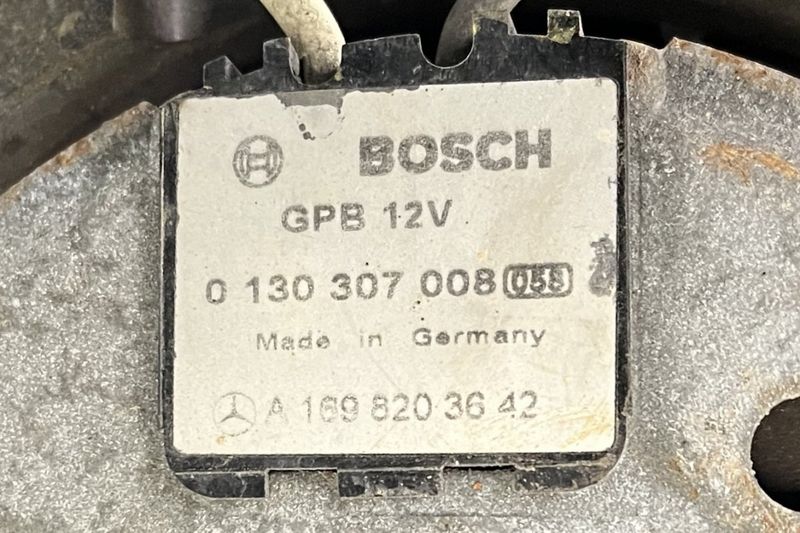 BOSCH
GPB 12V
0 130 307 008 058
Made in Germany
A 169 820 36 42